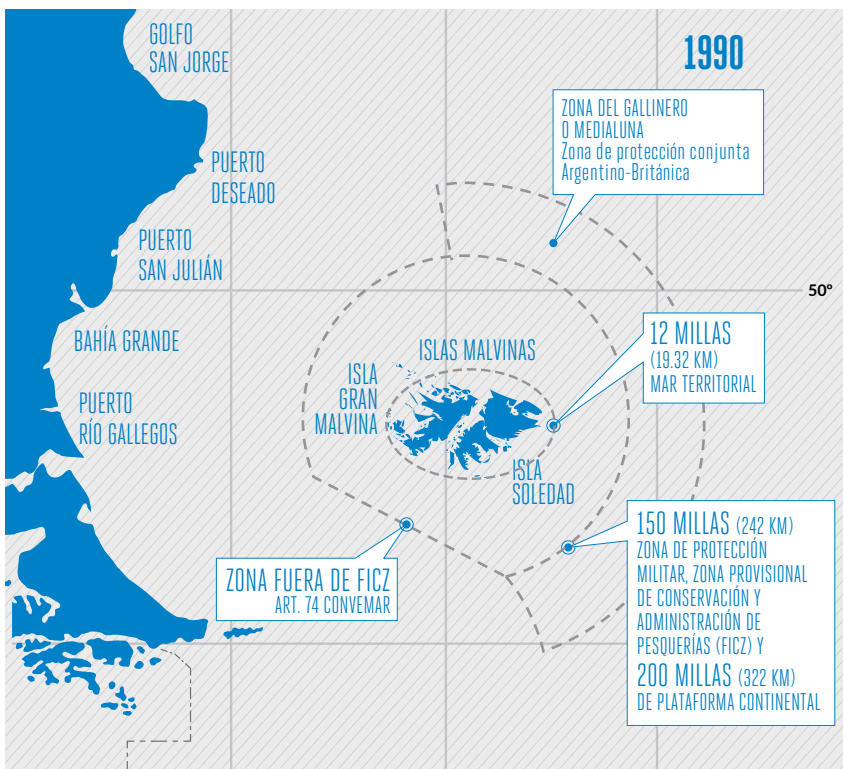 GOLFO
SAN JORGE
1990
ZONA DEL GALLINERO
O MEDIALUNA
Zona de protección conjunta
Argentino-Británica
PUERTO
DESEADO
PUERTO
SAN JULIÁN
50º
BAHÍA GRANDE
12 MILLAS
(19.32 KM)
MAR TERRITORIAL
ISLAS MALVINAS
ISLA
GRAN
MALVINA
PUERTO
RÍO GALLEGOS
ISLA
SOLEDAD
150 MILLAS (242 KM)
ZONA DE PROTECCIÓN
MILITAR, ZONA PROVISIONAL
DE CONSERVACIÓN Y
ADMINISTRACIÓN DE
PESQUERÍAS (FICZ) Y
200 MILLAS (322 KM)
DE PLATAFORMA CONTINENTAL
ZONA FUERA DE FICZ
ART. 74 CONVEMAR